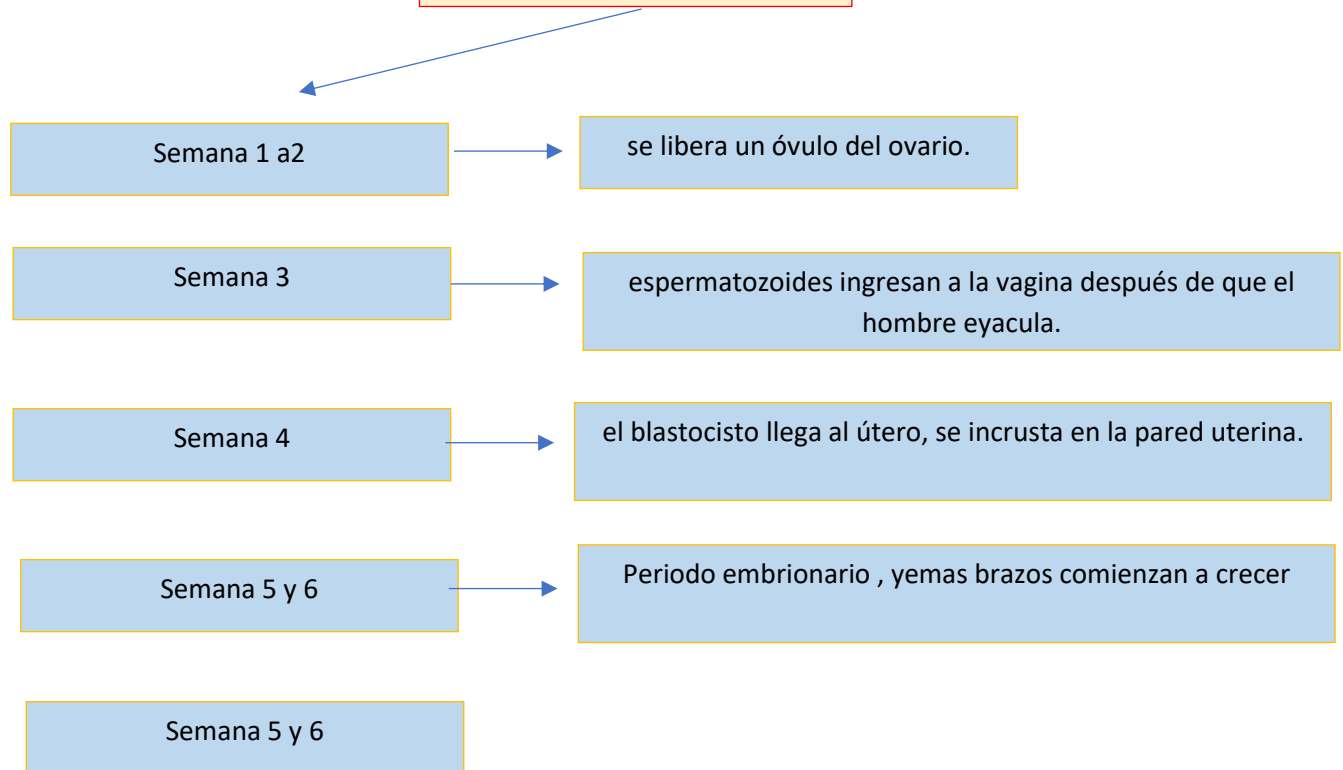 Semana 1 a2
se libera un óvulo del ovario.
Semana 3
espermatozoides ingresan a la vagina después de que el
hombre eyacula.
Semana 4
el blastocisto llega al útero, se incrusta en la pared uterina.
Semana 5 y 6
Periodo embrionario , yemas brazos comienzan a crecer
Semana 5 y 6